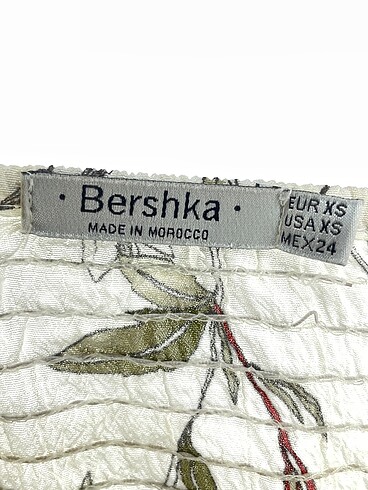 · Bershka ·
MADE IN MOROCCO
EUR XS
USA XS
MEX 24